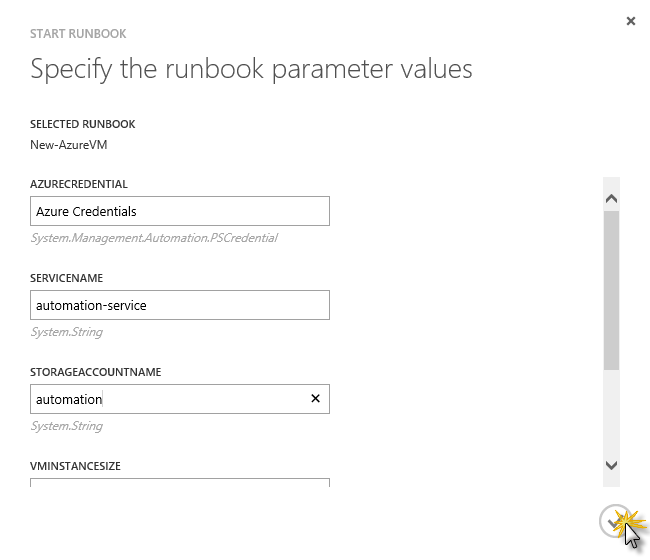 START RUNBOOK
Specify the runbook parameter values
SELECTED RUNBOOK
New-AzureVM
AZURECREDENTIAL
Azure Credentials
System.Management.Automation.PSCredential
SERVICENAME
automation-service
System.String
STORAGEACCOUNTNAME
automation
System.String
VMINSTANCESIZE